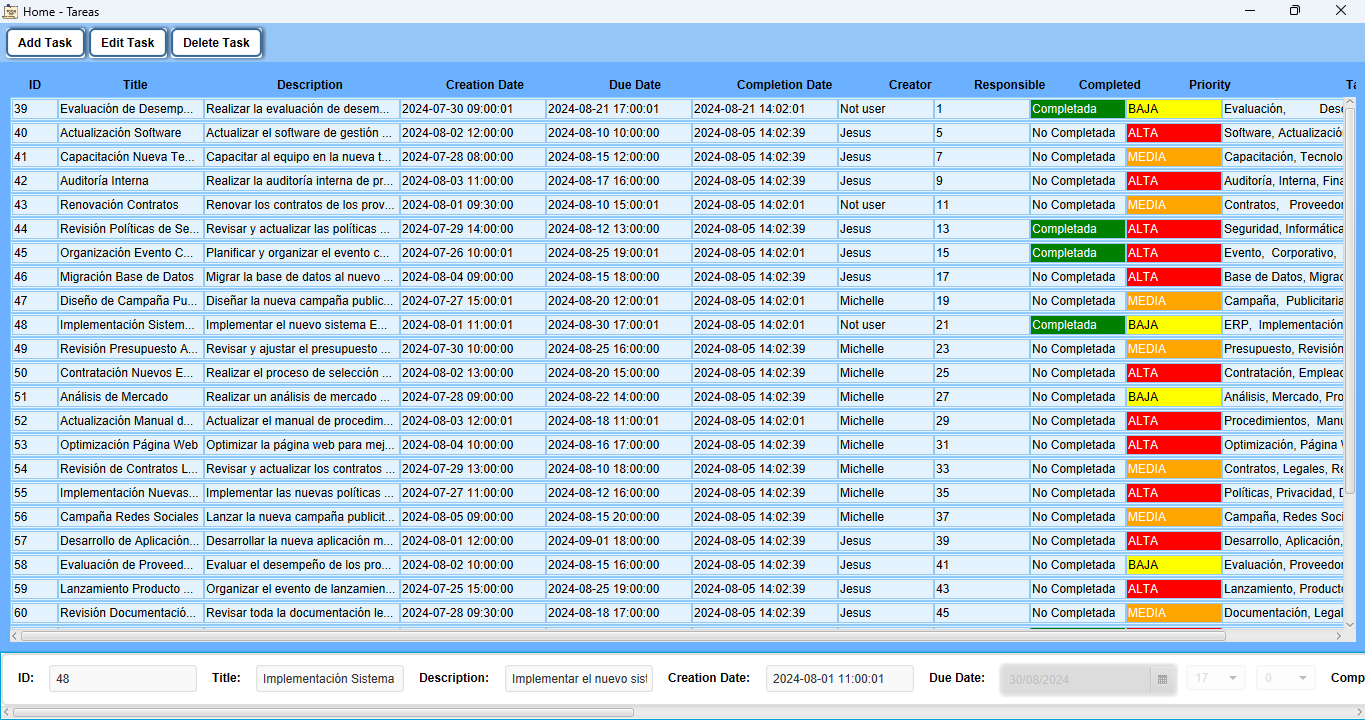 Home - Tareas
Add Task Edit Task Delete Task
ID Title Description Creation Date Due Date Completion Date Creator Responsible Completed Priority Ta
39 Evaluación de Desemp... Realizar la evaluación de desem... 2024-07-30 09:00:01 2024-08-21 17:00:01 2024-08-21 14:02:01 Not user 1 Completada BAJA Evaluación, Dese
40 Actualización Software Actualizar el software de gestión ... 2024-08-02 12:00:00 2024-08-10 10:00:00 2024-08-05 14:02:39 Jesus 5 No Completada ALTA Software, Actualizació
41 Capacitación Nueva Te... Capacitar al equipo en la nueva t... 2024-07-28 08:00:00 2024-08-15 12:00:00 2024-08-05 14:02:39 Jesus 7 No Completada MEDIA Capacitación, Tecnolo
42 Auditoría Interna Realizar la auditoría interna de pr... 2024-08-03 11:00:00 2024-08-17 16:00:00 2024-08-05 14:02:39 Jesus 9 No Completada ALTA Auditoría, Interna, Fina
43 Renovación Contratos Renovar los contratos de los prov... 2024-08-01 09:30:00 2024-08-10 15:00:01 2024-08-05 14:02:01 Not user 11 No Completada MEDIA Contratos, Proveedor
44 Revisión Políticas de Se... Revisar y actualizar las políticas ... 2024-07-29 14:00:00 2024-08-12 13:00:00 2024-08-05 14:02:39 Jesus 13 Completada ALTA Seguridad, Informática
45 Organización Evento C... Planificar y organizar el evento c... 2024-07-26 10:00:01 2024-08-25 19:00:01 2024-08-05 14:02:01 Jesus 15 Completada ALTA Evento, Corporativo,
46 Migración Base de Datos Migrar la base de datos al nuevo ... 2024-08-04 09:00:00 2024-08-15 18:00:00 2024-08-05 14:02:39 Jesus 17 No Completada ALTA Base de Datos, Migrac
47 Diseño de Campaña Pu... Diseñar la nueva campaña public... 2024-07-27 15:00:01 2024-08-20 12:00:01 2024-08-05 14:02:01 Michelle 19 No Completada MEDIA Campaña, Publicitaria
48 Implementación Sistem... Implementar el nuevo sistema E... 2024-08-01 11:00:01 2024-08-30 17:00:01 2024-08-05 14:02:01 Not user 21 Completada BAJA ERP, Implementación
49 Revisión Presupuesto A... Revisar y ajustar el presupuesto ... 2024-07-30 10:00:00 2024-08-25 16:00:00 2024-08-05 14:02:39 Michelle 23 No Completada MEDIA Presupuesto, Revisión
50 Contratación Nuevos E... Realizar el proceso de selección ... 2024-08-02 13:00:00 2024-08-20 15:00:00 2024-08-05 14:02:39 Michelle 25 No Completada ALTA Contratación, Emplead
51 Análisis de Mercado Realizar un análisis de mercado ... 2024-07-28 09:00:00 2024-08-22 14:00:00 2024-08-05 14:02:39 Michelle 27 No Completada BAJA Análisis, Mercado, Pro
52 Actualización Manual d... Actualizar el manual de procedim... 2024-08-03 12:00:01 2024-08-18 11:00:01 2024-08-05 14:02:01 Michelle 29 No Completada ALTA Procedimientos, Manu
53 Optimización Página Web Optimizar la página web para mej... 2024-08-04 10:00:00 2024-08-16 17:00:00 2024-08-05 14:02:39 Michelle 31 No Completada ALTA Optimización, Página
54 Revisión de Contratos L... Revisar y actualizar los contratos ... 2024-07-29 13:00:00 2024-08-10 18:00:00 2024-08-05 14:02:39 Michelle 33 No Completada MEDIA Contratos, Legales, Re
55 Implementación Nuevas... Implementar las nuevas políticas ... 2024-07-27 11:00:00 2024-08-12 16:00:00 2024-08-05 14:02:39 Michelle 35 No Completada ALTA Políticas, Privacidad, D
56 Campaña Redes Sociales Lanzar la nueva campaña publicit... 2024-08-05 09:00:00 2024-08-15 20:00:00 2024-08-05 14:02:39 Michelle 37 No Completada MEDIA Campaña, Redes Soci
57 Desarrollo de Aplicación... Desarrollar la nueva aplicación m... 2024-08-01 12:00:00 2024-09-01 18:00:00 2024-08-05 14:02:39 Jesus 39 No Completada ALTA Desarrollo, Aplicación,
58 Evaluación de Proveed... Evaluar el desempeño de los pro... 2024-08-02 10:00:00 2024-08-15 16:00:00 2024-08-05 14:02:39 Jesus 41 No Completada BAJA Evaluación, Proveedor
59 Lanzamiento Producto ... Organizar el evento de lanzamien... 2024-07-25 15:00:00 2024-08-25 19:00:00 2024-08-05 14:02:39 Jesus 43 No Completada ALTA Lanzamiento, Producto
60 Revisión Documentació... Revisar toda la documentación le... 2024-07-28 09:30:00 2024-08-18 17:00:00 2024-08-05 14:02:39 Jesus 45 No Completada MEDIA Documentación, Legal
ID: 48 Title: Implementación Sistema Description: Implementar el nuevo sist Creation Date: 2024-08-01 11:00:01 Due Date: 30/08/2024 17 0 Comp